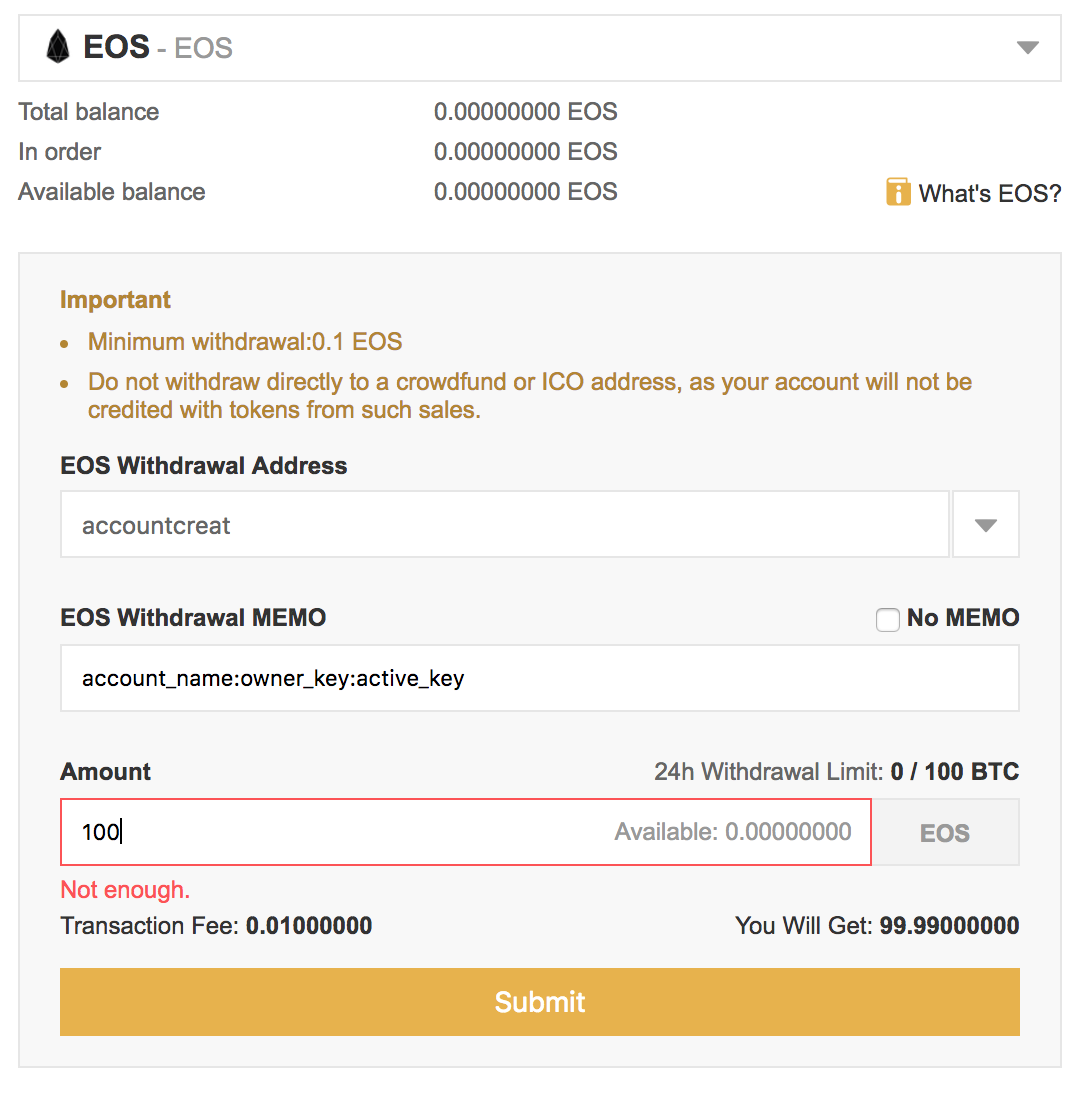 EOS - EOS
Total balance 0.00000000 EOS
In order 0.00000000 EOS
Available balance 0.00000000 EOS What's EOS?
Important
Minimum withdrawal:0.1 EOS
Do not withdraw directly to a crowdfund or ICO address, as your account will not be
credited with tokens from such sales.
EOS Withdrawal Address
accountcreat
EOS Withdrawal MEMO No MEMO
account_name:owner_key:active_key
Amount 24h Withdrawal Limit: 0 / 100 BTC
100 Available: 0.00000000 EOS
Not enough.
Transaction Fee: 0.01000000 You Will Get: 99.99000000
Submit